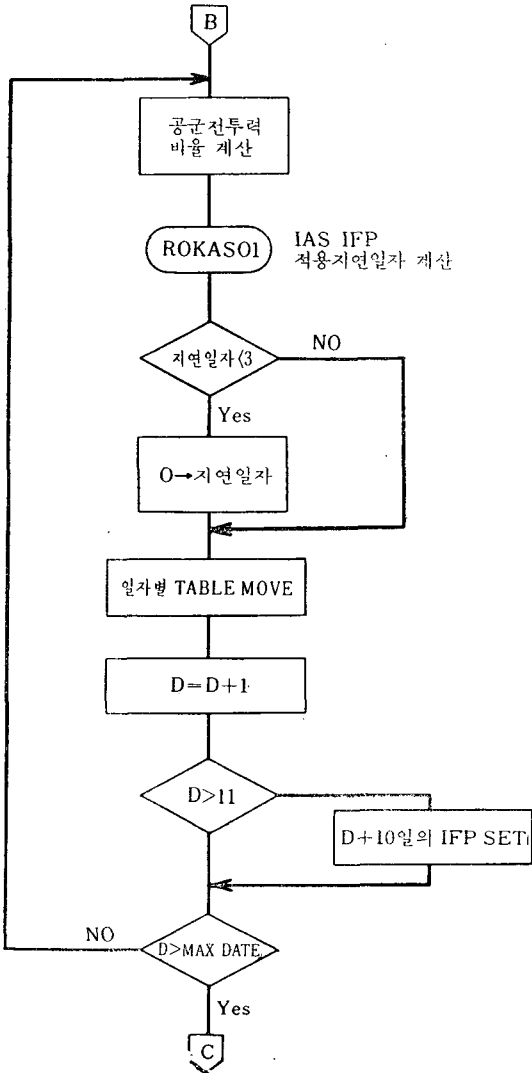 B
공군전투력
비율 계산
ROKASO1
IAS IFP
적용지연일자 계산
지연일자<3
NO
Yes
O→지연일자
일자별 TABLE MOVE
D=D+1
D>11
D+10일의 IFP SET
D>MAX DATE
NO
Yes
C